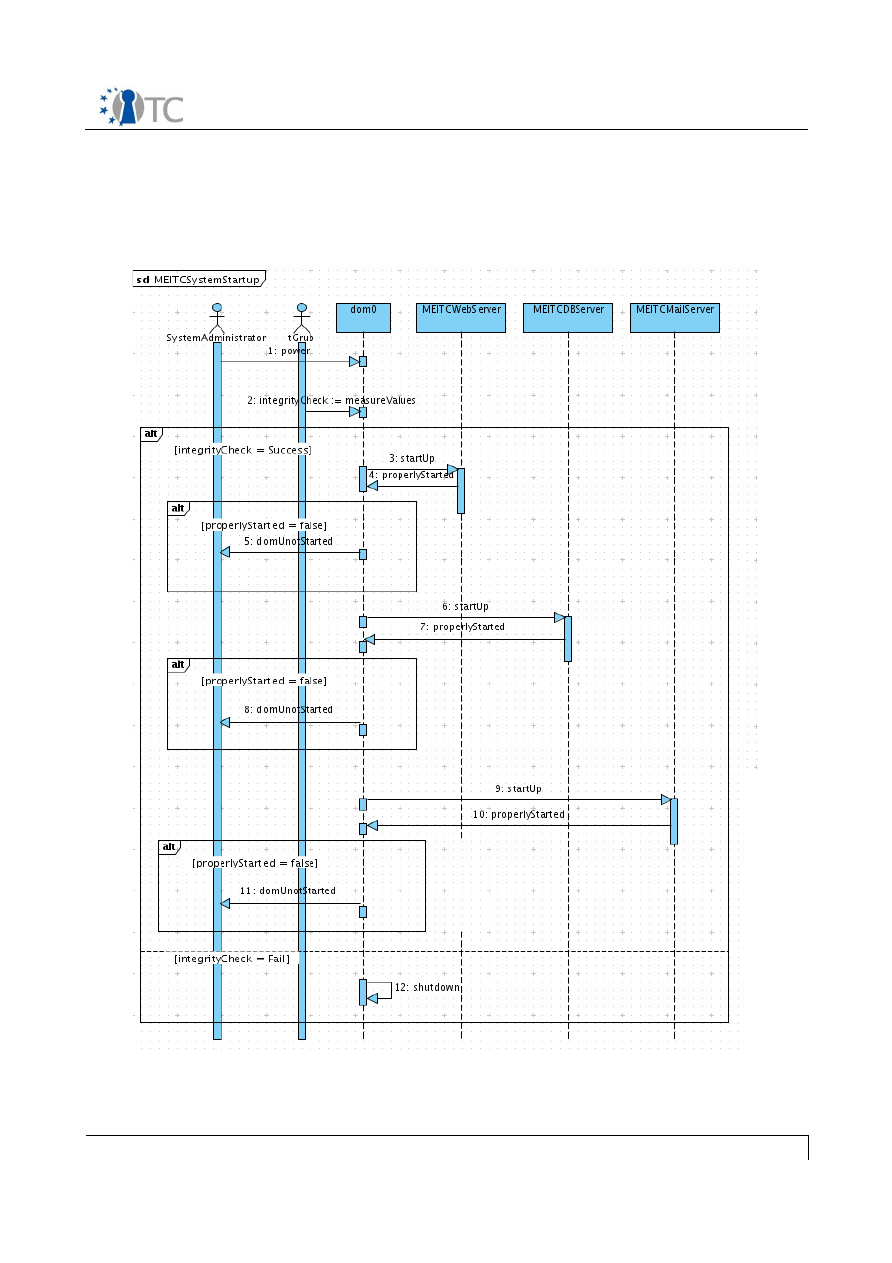 TC
sd MEITCSystemStartup
dom0 MEITCWebServer MEITCDBServer MEITCMailServer
SystemAdministrator tGrub
1: power
2: integrityCheck := measureValues
alt
[integrityCheck = Success]
3: startUp
4: properlyStarted
alt
[properlyStarted = false]
5: domUnotStarted
6: startUp
7: properlyStarted
alt
[properlyStarted = false]
8: domUnotStarted
9: startUp
10: properlyStarted
alt
[properlyStarted = false]
11: domUnotStarted
[integrityCheck = Fail]
12: shutdown